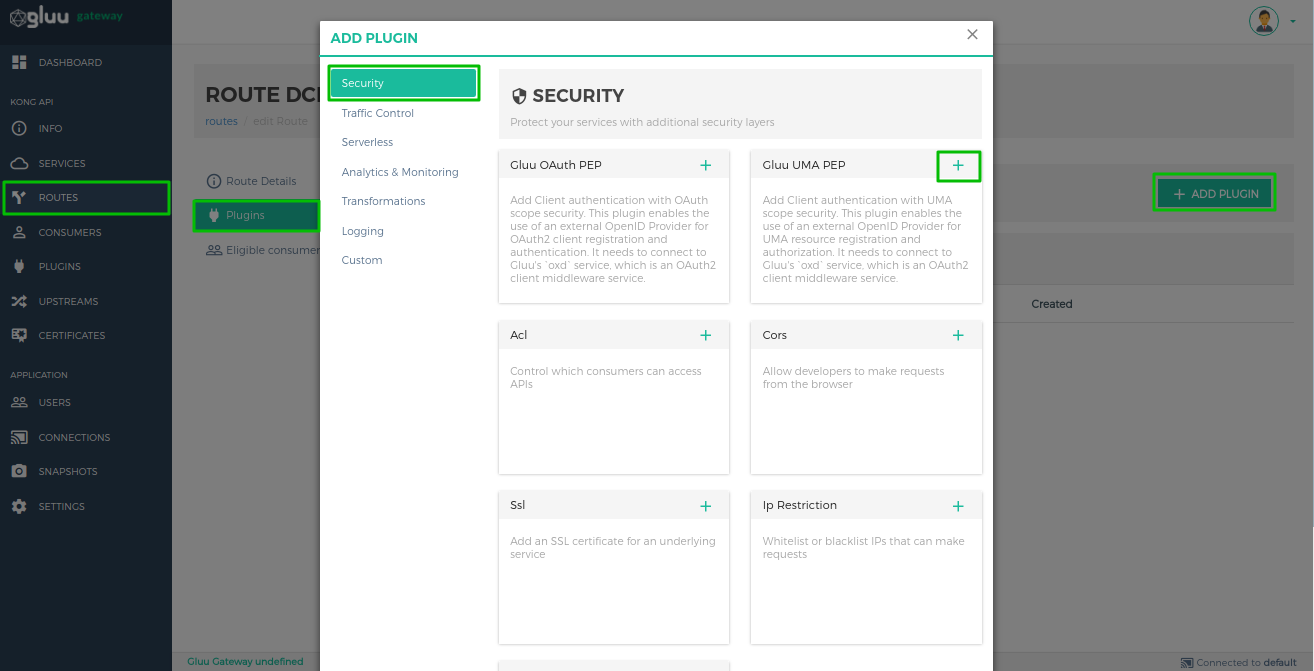 gluu gateway
DASHBOARD
KONG API
INFO
SERVICES
ROUTES
CONSUMERS
PLUGINS
UPSTREAMS
CERTIFICATES
APPLICATION
USERS
CONNECTIONS
SNAPSHOTS
SETTINGS
ROUTE DC
routes / edit Route
Route Details
Plugins
Eligible consumer
ADD PLUGIN
Security
Traffic Control
Serverless
Analytics & Monitoring
Transformations
Logging
Custom
SECURITY
Protect your services with additional security layers
Gluu OAuth PEP +
Add Client authentication with OAuth
scope security. This plugin enables the
use of an external OpenID Provider for
OAuth2 client registration and
authentication. It needs to connect to
Gluu's `oxd` service, which is an OAuth2
client middleware service.
Gluu UMA PEP +
Add Client authentication with UMA
scope security. This plugin enables the
use of an external OpenID Provider for
UMA resource registration and
authorization. It needs to connect to
Gluu's `oxd` service, which is an OAuth2
client middleware service.
Acl +
Control which consumers can access
APIs
Cors +
Allow developers to make requests
from the browser
Ssl +
Add an SSL certificate for an underlying
service
Ip Restriction +
Whitelist or blacklist IPs that can make
requests
+ ADD PLUGIN
Created
Gluu Gateway undefined
Connected to default